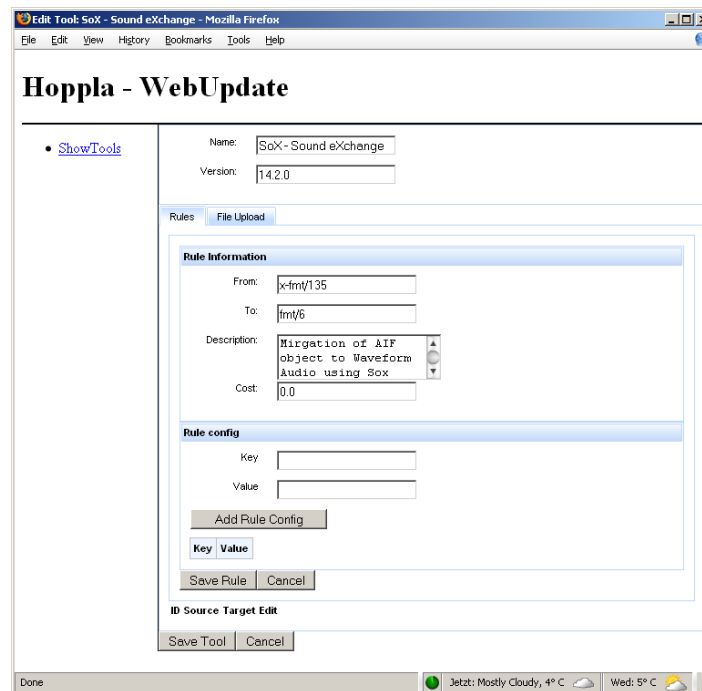 Edit Tool: SoX - Sound eXchange - Mozilla Firefox
File Edit View History Bookmarks Tools Help
Hoppla - WebUpdate
ShowTools
Name: SoX - Sound eXchange
Version: 14.2.0
Rules File Upload
Rule Information
From: x-fmt/135
To: fmt/6
Description: Mirgation of AIF
object to Waveform
Audio using Sox
Cost: 0.0
Rule config
Key
Value
Add Rule Config
Key Value
Save Rule Cancel
ID Source Target Edit
Save Tool Cancel
Done Jetzt: Mostly Cloudy, 4° C Wed: 5° C